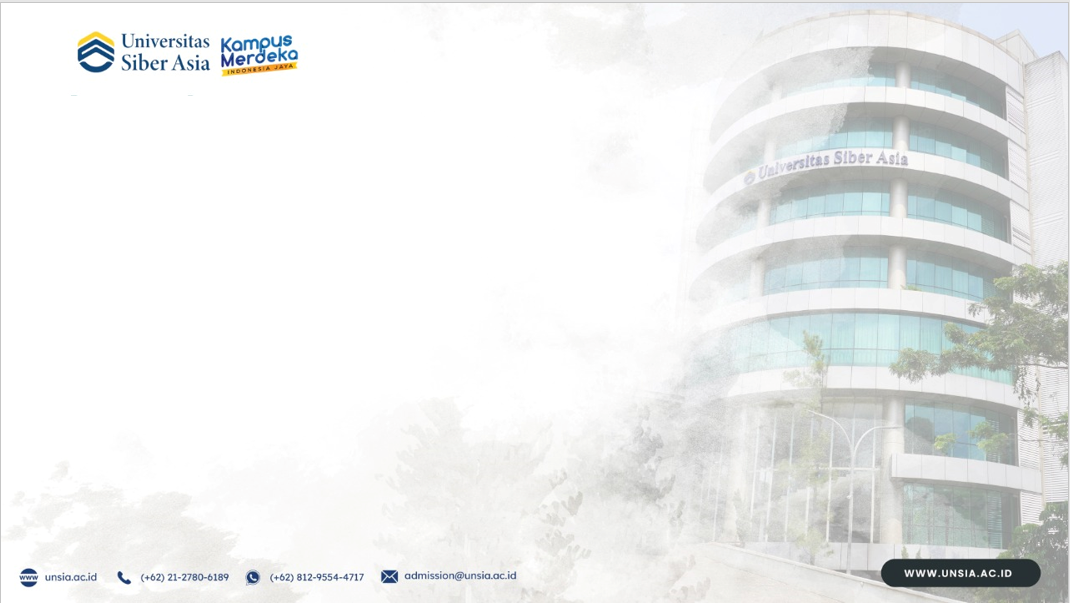 Universitas
Siber Asia
Kampus
Merdeka
INDONESIA JAYA
Universitas Siber Asia
www unsia.ac.id
(+62) 21-2780-6189
(+62) 812-9554-4717
admission@unsia.ac.id
WWW.UNSIA.AC.ID